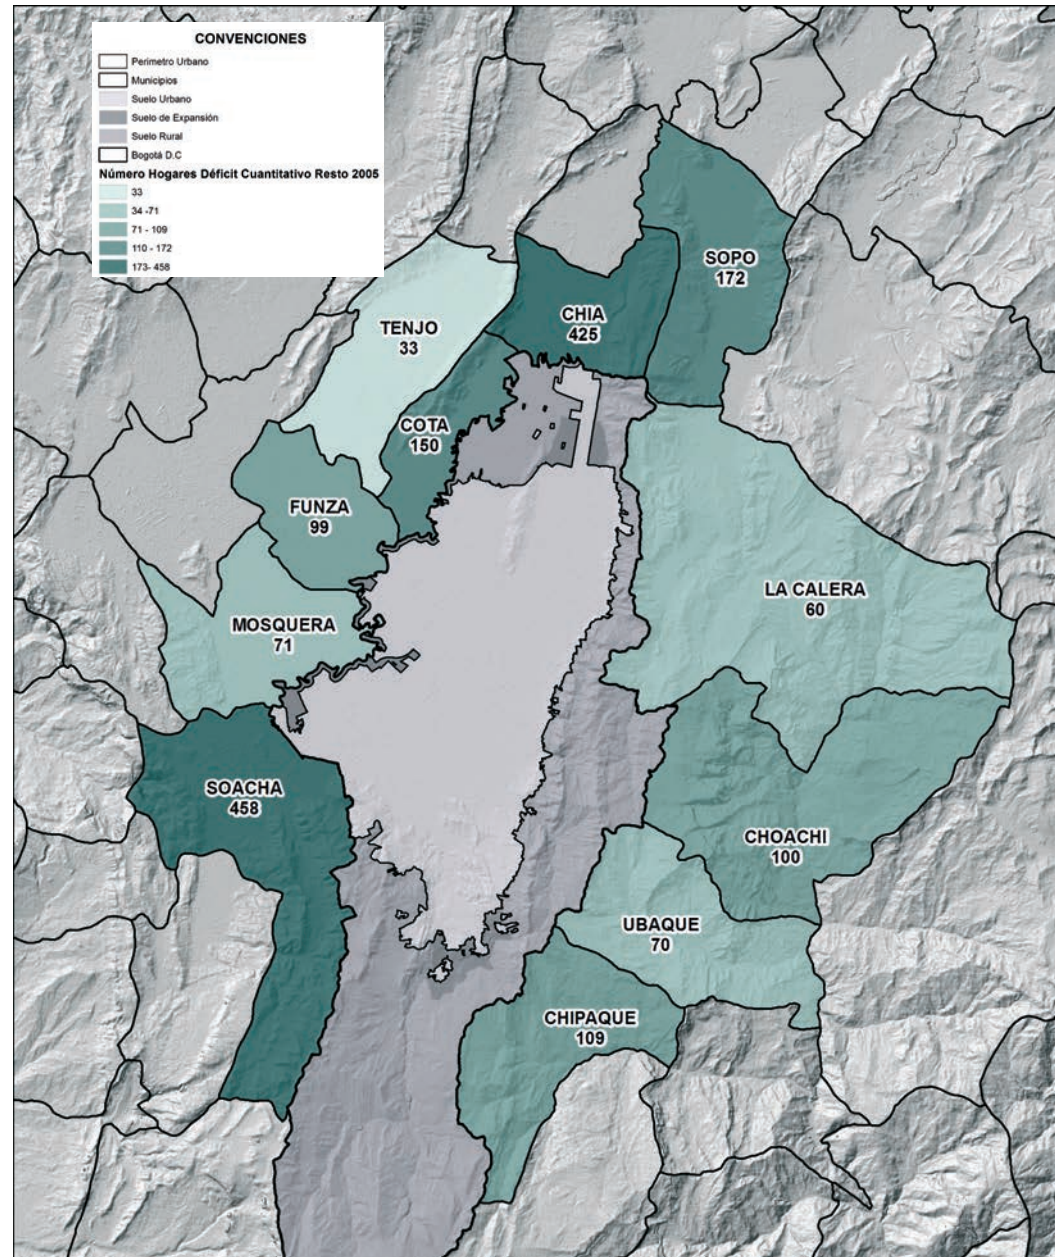 CONVENCIONES
Perimetro Urbano
Municipios
Suelo Urbano
Suelo de Expansión
Suelo Rural
Bogotá D.C
Número Hogares Déficit Cuantitativo Resto 2005
33
34 -71
71 - 109
110 - 172
173- 458
SOPO
172
CHIA
425
TENJO
33
COTA
150
FUNZA
99
LA CALERA
60
MOSQUERA
71
SOACHA
458
CHOACHI
100
UBAQUE
70
CHIPAQUE
109